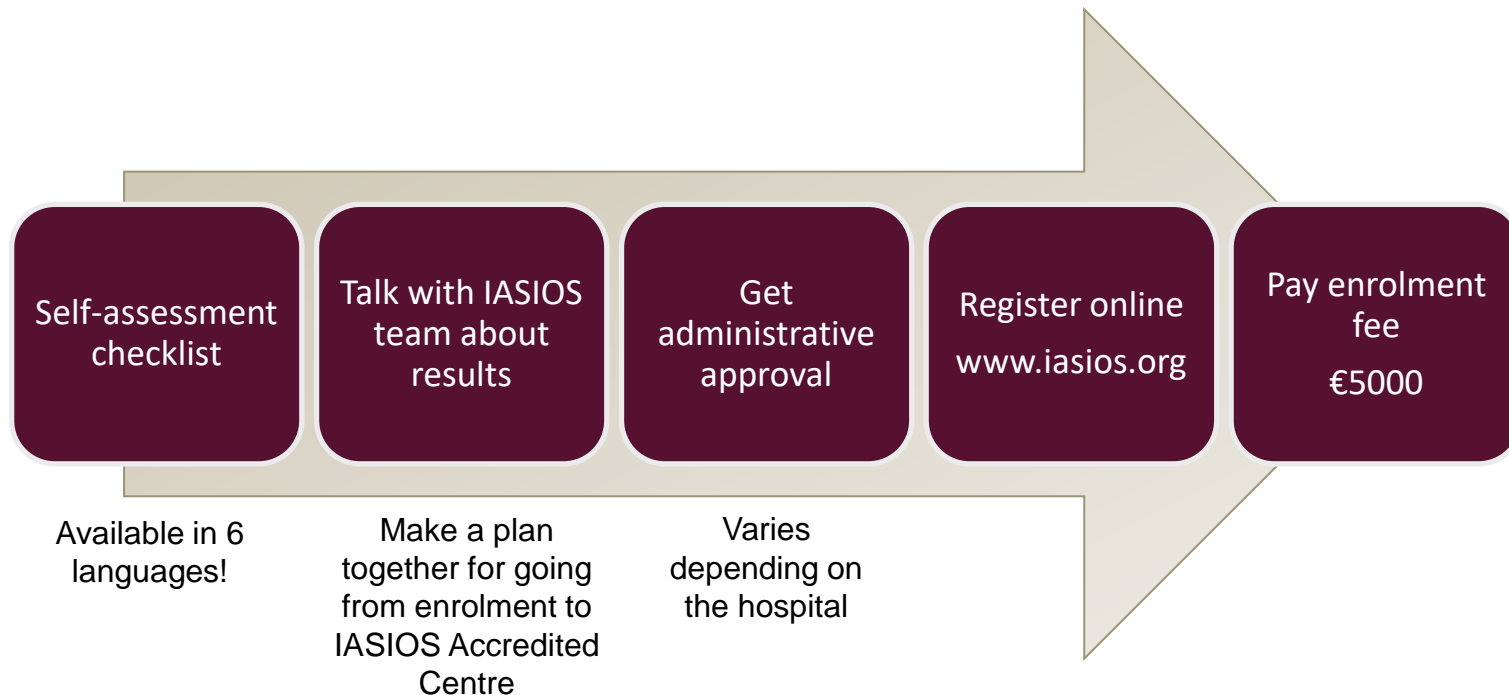 Self-assessment
checklist
Talk with IASIOS
team about
results
Get
administrative
approval
Register online
www.iasios.org
Pay enrolment
fee
€5000
Available in 6
languages!
Make a plan
together for going
from enrolment to
IASIOS Accredited
Centre
Varies
depending on
the hospital